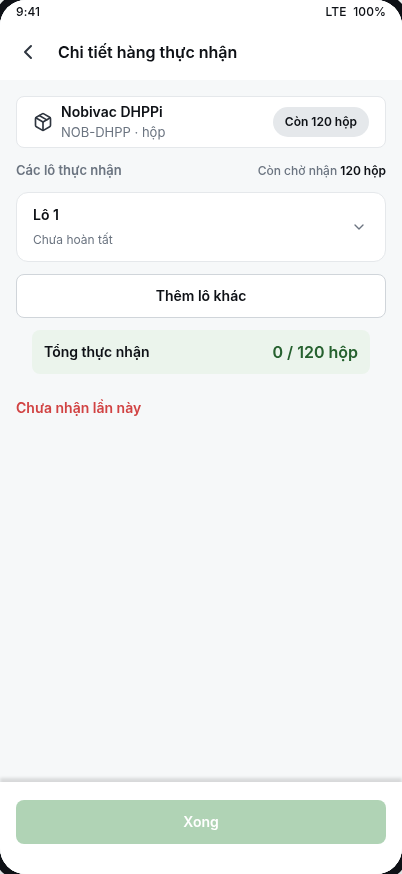 9:41
LTE 100%
Chi tiết hàng thực nhận
Nobivac DHPPi
NOB-DHPP · hộp
Còn 120 hộp
Các lô thực nhận
Còn chờ nhận 120 hộp
Lô 1
Chưa hoàn tất
Thêm lô khác
Tổng thực nhận
0 / 120 hộp
Chưa nhận lần này
Xong